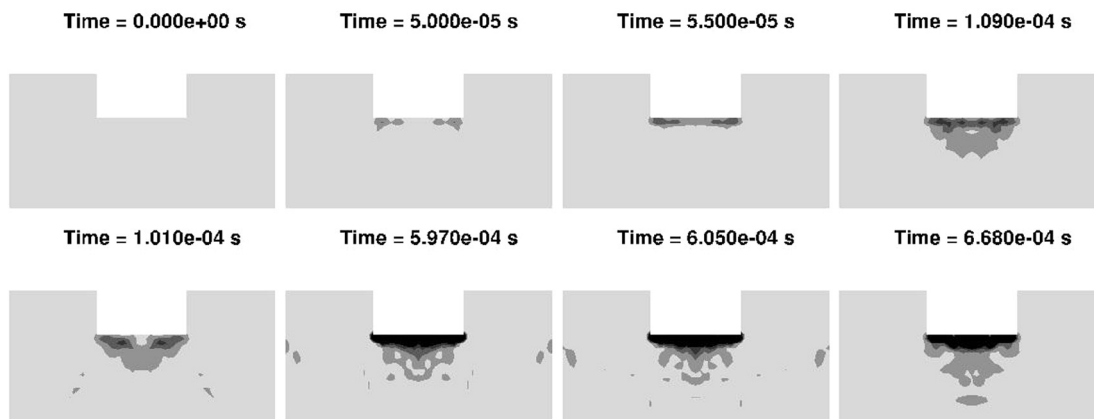 Time = 0.000e+00 s
Time = 5.000e-05 s
Time = 5.500e-05 s
Time = 1.090e-04 s
Time = 1.010e-04 s
Time = 5.970e-04 s
Time = 6.050e-04 s
Time = 6.680e-04 s